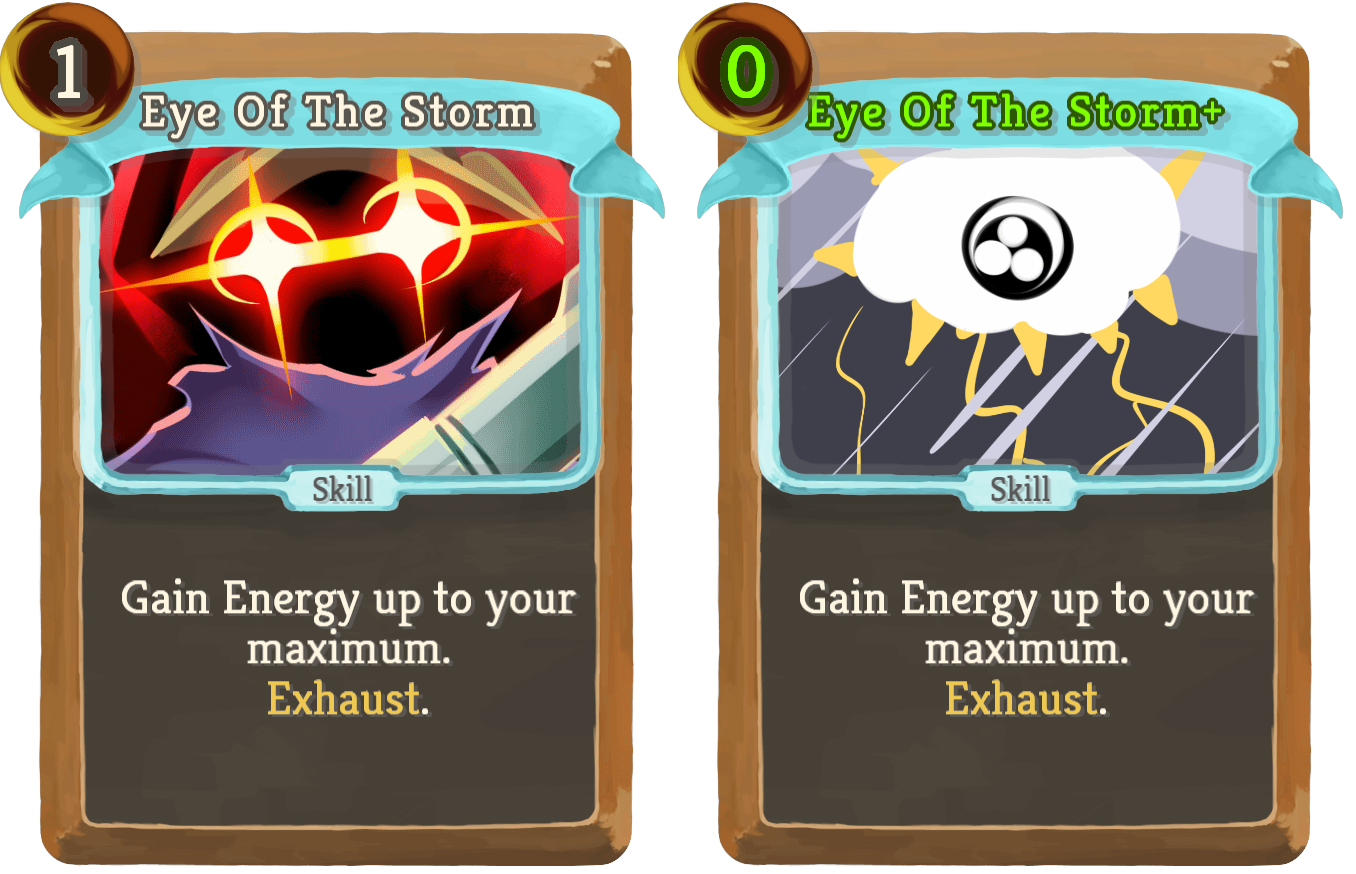 1
Eye Of The Storm
Skill
Gain Energy up to your
maximum.
Exhaust.
0
Eye Of The Storm+
Skill
Gain Energy up to your
maximum.
Exhaust.